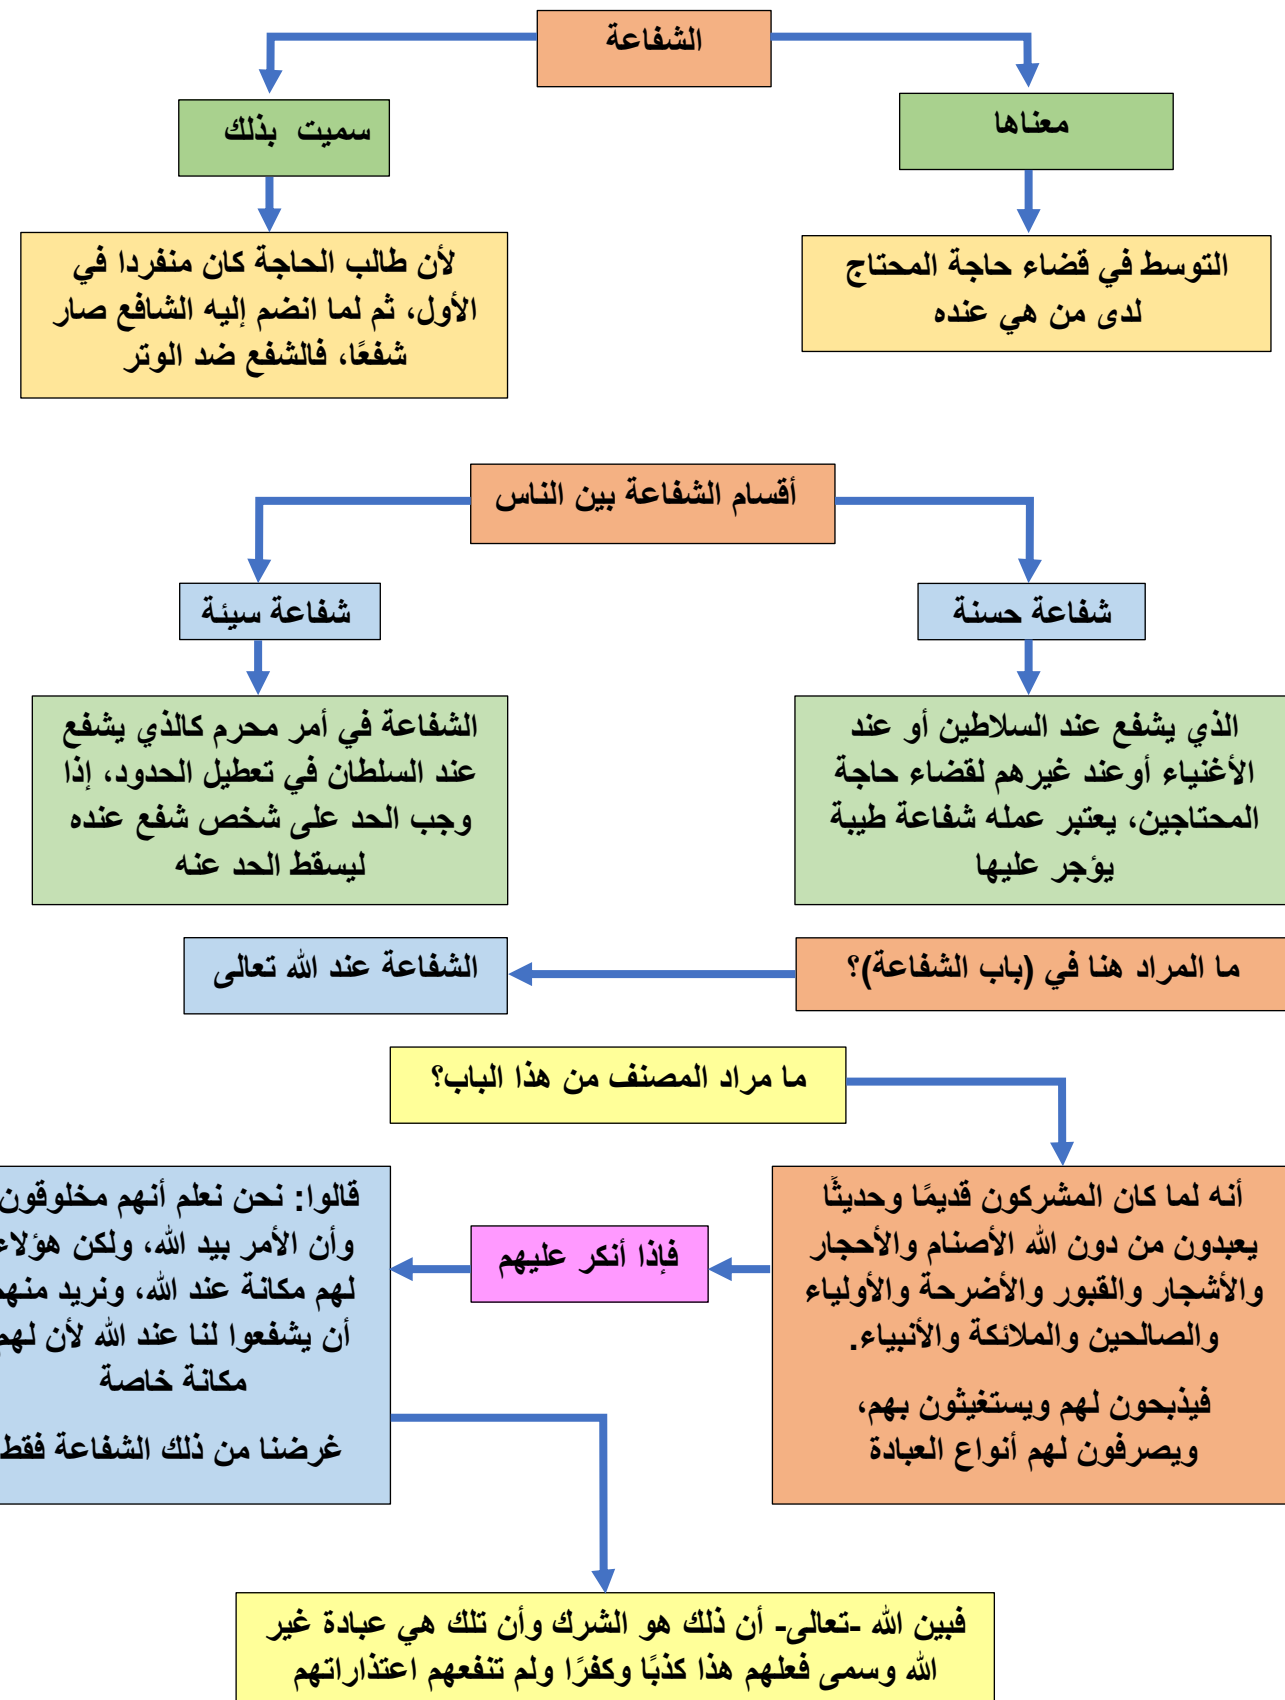 الشفاعة
معناها
سميت بذلك
التوسط في قضاء حاجة المحتاج
لدى من هي عنده
لأن طالب الحاجة كان منفردا في
الأول، ثم لما انضم إليه الشافع صار
شفعًا، فالشفع ضد الوتر
أقسام الشفاعة بين الناس
شفاعة حسنة
شفاعة سيئة
الذي يشفع عند السلاطين أو عند
الأغنياء أوعند غيرهم لقضاء حاجة
المحتاجين، يعتبر عمله شفاعة طيبة
يؤجر عليها
الشفاعة في أمر محرم كالذي يشفع
عند السلطان في تعطيل الحدود، إذا
وجب الحد على شخص شفع عنده
ليسقط الحد عنه
ما المراد هنا في (باب الشفاعة)؟
الشفاعة عند الله تعالى
ما مراد المصنف من هذا الباب؟
أنه لما كان المشركون قديمًا وحديثًا
يعبدون من دون الله الأصنام والأحجار
والأشجار والقبور والأضرحة والأولياء
والصالحين والملائكة والأنبياء.
فيذبحون لهم ويستغيثون بهم،
ويصرفون لهم أنواع العبادة
فإذا أنكر عليهم
قالوا: نحن نعلم أنهم مخلوقون
وأن الأمر بيد الله، ولكن هؤلاء
لهم مكانة عند الله، ونريد منهم
أن يشفعوا لنا عند الله لأن لهم
مكانة خاصة
غرضنا من ذلك الشفاعة فقط
فبين الله -تعالى- أن ذلك هو الشرك وأن تلك هي عبادة غير
الله وسمى فعلهم هذا كذبًا وكفرًا ولم تنفعهم اعتذاراتهم